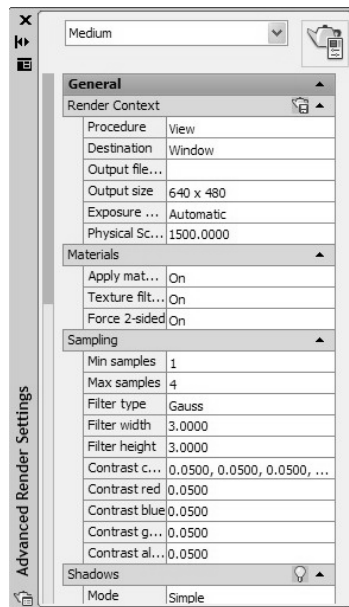 Medium
General
Render Context
Procedure View
Destination Window
Output file...
Output size 640 x 480
Exposure ... Automatic
Physical Sc... 1500.0000
Materials
Apply mat... On
Texture filt... On
Force 2-sided On
Sampling
Min samples 1
Max samples 4
Filter type Gauss
Filter width 3.0000
Filter height 3.0000
Contrast c... 0.0500, 0.0500, 0.0500, ...
Contrast red 0.0500
Contrast blue 0.0500
Contrast g... 0.0500
Contrast al... 0.0500
Shadows
Mode Simple
Advanced Render Settings